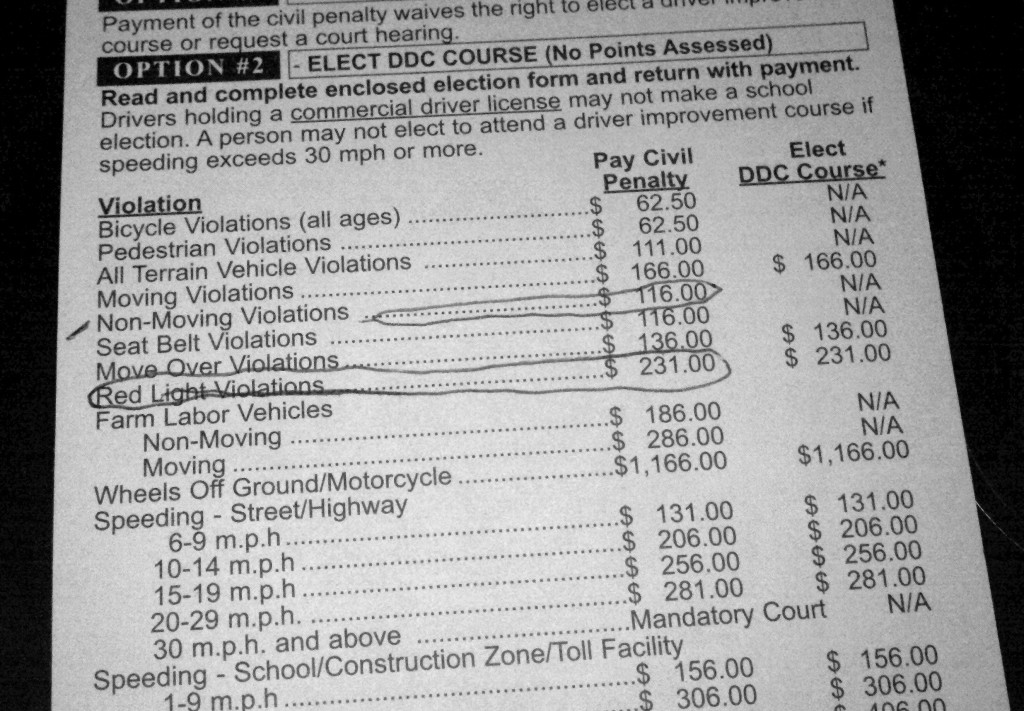 Payment of the civil penalty waives the right to elect a driver
course or request a court hearing.
OPTION #2 - ELECT DDC COURSE (No Points Assessed)
Read and complete enclosed election form and return with payment.
Drivers holding a commercial driver license may not make a school
election. A person may not elect to attend a driver improvement course if
speeding exceeds 30 mph or more.
Violation Pay Civil Penalty Elect DDC Course*
Bicycle Violations (all ages) $ 62.50 N/A
Pedestrian Violations $ 62.50 N/A
All Terrain Vehicle Violations $ 111.00 N/A
Moving Violations $ 166.00 $ 166.00
Non-Moving Violations $ 116.00 N/A
Seat Belt Violations $ 116.00 N/A
Move Over Violations $ 136.00 $ 136.00
Red Light Violations $ 231.00 $ 231.00
Farm Labor Vehicles
Non-Moving $ 186.00 N/A
Moving $ 286.00 N/A
Wheels Off Ground/Motorcycle $1,166.00 $1,166.00
Speeding - Street/Highway
6-9 m.p.h $ 131.00 $ 131.00
10-14 m.p.h $ 206.00 $ 206.00
15-19 m.p.h $ 256.00 $ 256.00
20-29 m.p.h. $ 281.00 $ 281.00
30 m.p.h. and above Mandatory Court N/A
Speeding - School/Construction Zone/Toll Facility
1-9 m.p.h $ 156.00 $ 156.00
$ 306.00 $ 306.00